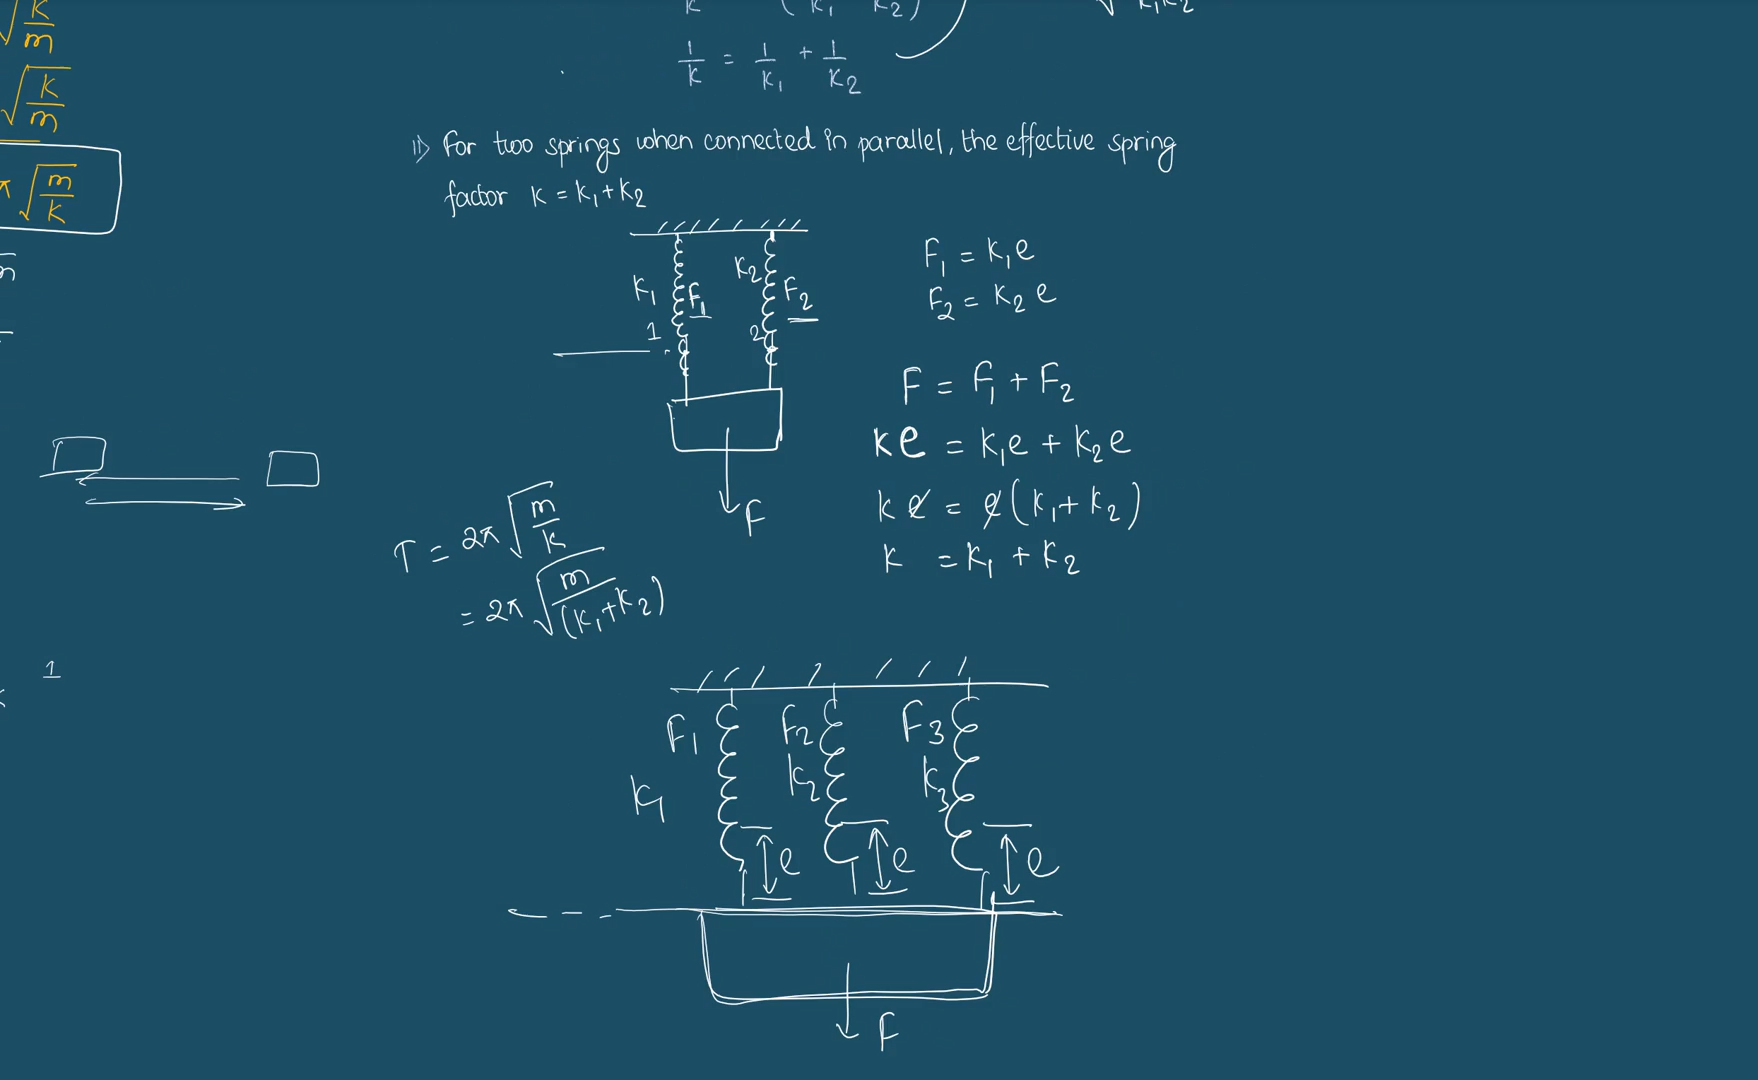 √k/m
√k/m
√m/k
1/k = 1/k₁ + 1/k₂
ii) For two springs when connected in parallel, the effective spring
factor k = k₁ + k₂
k₁ F₁ k₂ F₂
1 2
F
F₁ = k₁e
F₂ = k₂ e
F = F₁ + F₂
ke = k₁e + k₂e
ke = e(k₁ + k₂)
k = k₁ + k₂
T = 2π √m/k
= 2π √m/(k₁+k₂)
1
F₁ F₂ F₃
k₁ k₂ k₃
e e e
F